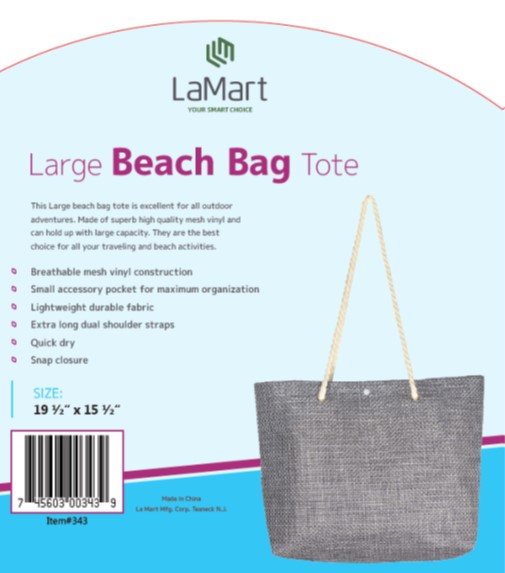 LaMart
YOUR SMART CHOICE
Large Beach Bag Tote
This Large beach bag tote is excellent for all outdoor
adventures. Made of superb high quality mesh vinyl and
can hold up with large capacity. They are the best
choice for all your traveling and beach activities.
Breathable mesh vinyl construction
Small accessory pocket for maximum organization
Lightweight durable fabric
Extra long dual shoulder straps
Quick dry
Snap closure
SIZE:
19 ½" x 15 ½"
7 45603 00343 9
Item#343
Made in China
La Mart Mfg. Corp. Teaneck N.J.